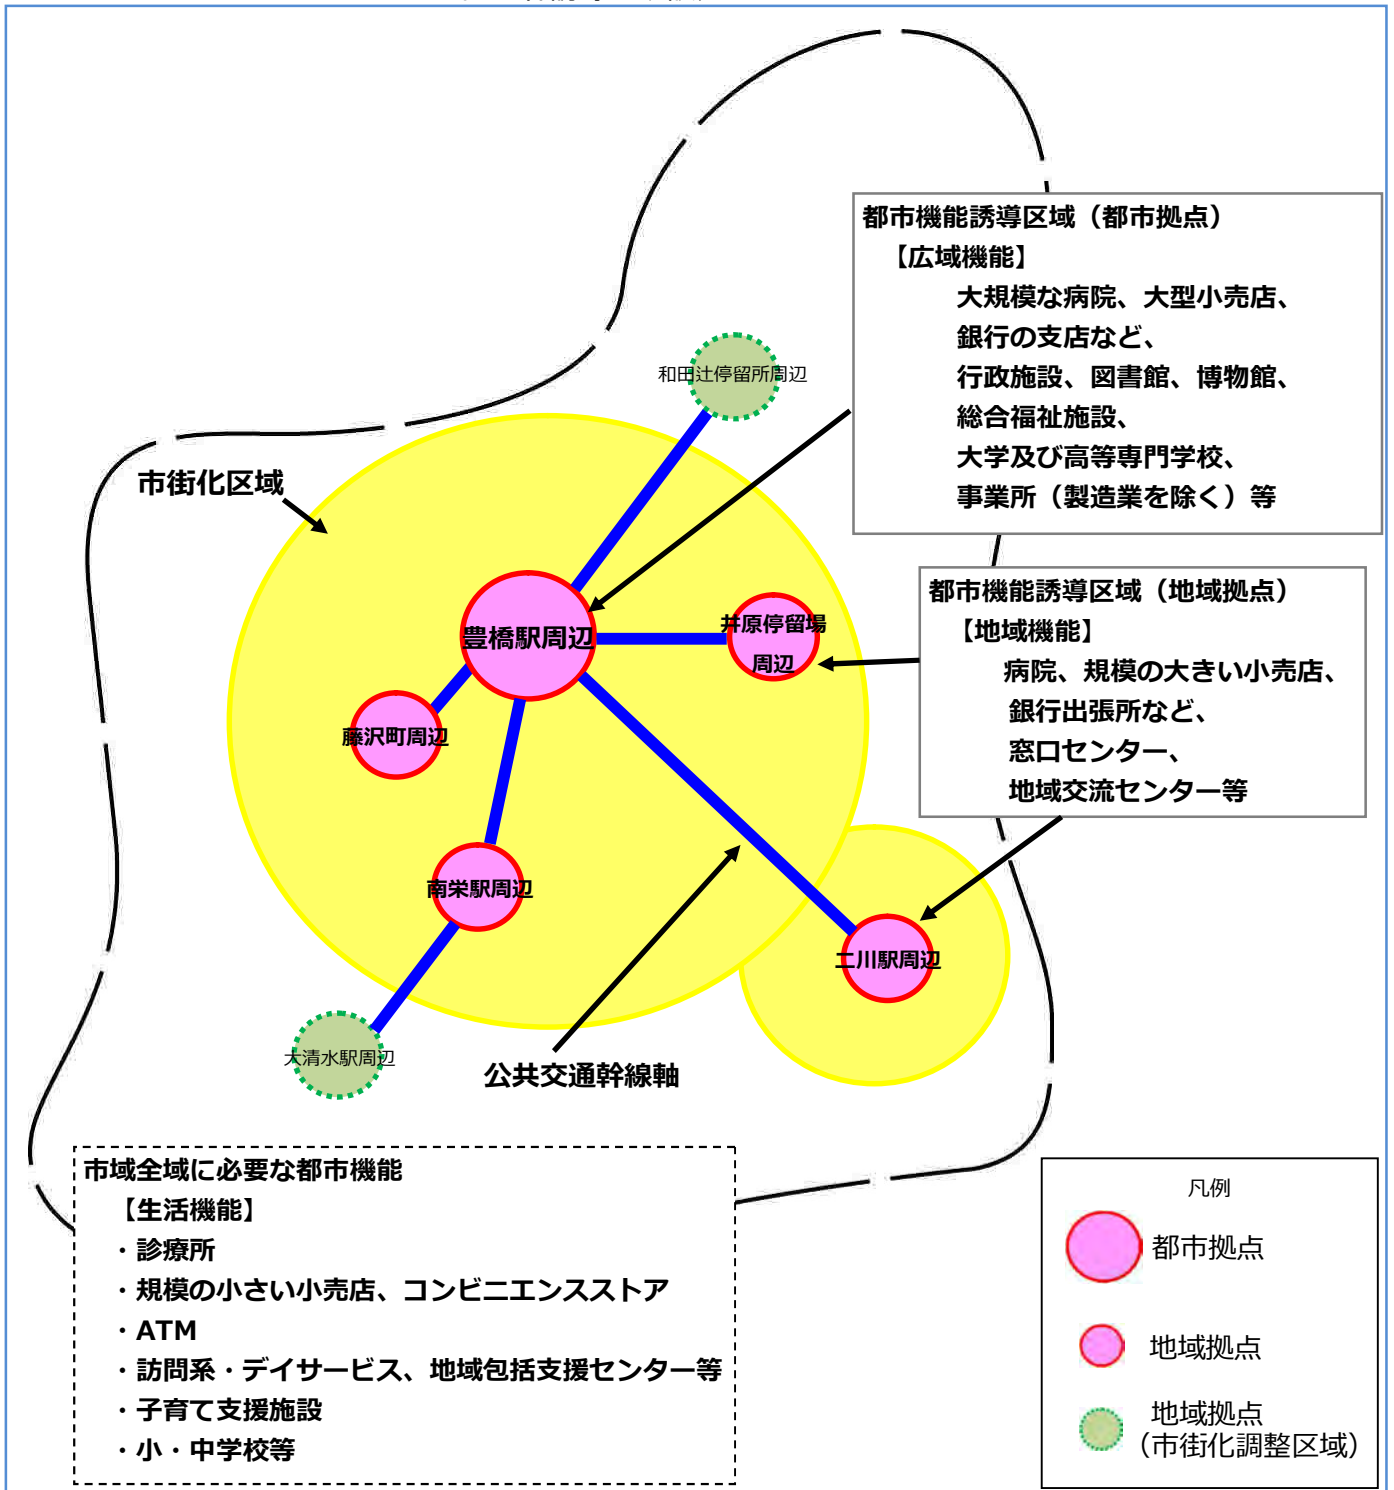 都市機能誘導区域（都市拠点）
【広域機能】
大規模な病院、大型小売店、
銀行の支店など、
行政施設、図書館、博物館、
総合福祉施設、
大学及び高等専門学校、
事業所（製造業を除く）等
和田辻停留所周辺
市街化区域
都市機能誘導区域（地域拠点）
【地域機能】
病院、規模の大きい小売店、
銀行出張所など、
窓口センター、
地域交流センター等
豊橋駅周辺
井原停留場
周辺
藤沢町周辺
南栄駅周辺
二川駅周辺
大清水駅周辺
公共交通幹線軸
市域全域に必要な都市機能
【生活機能】
・診療所
・規模の小さい小売店、コンビニエンスストア
・ATM
・訪問系・デイサービス、地域包括支援センター等
・子育て支援施設
・小・中学校等
凡例
都市拠点
地域拠点
地域拠点
（市街化調整区域）